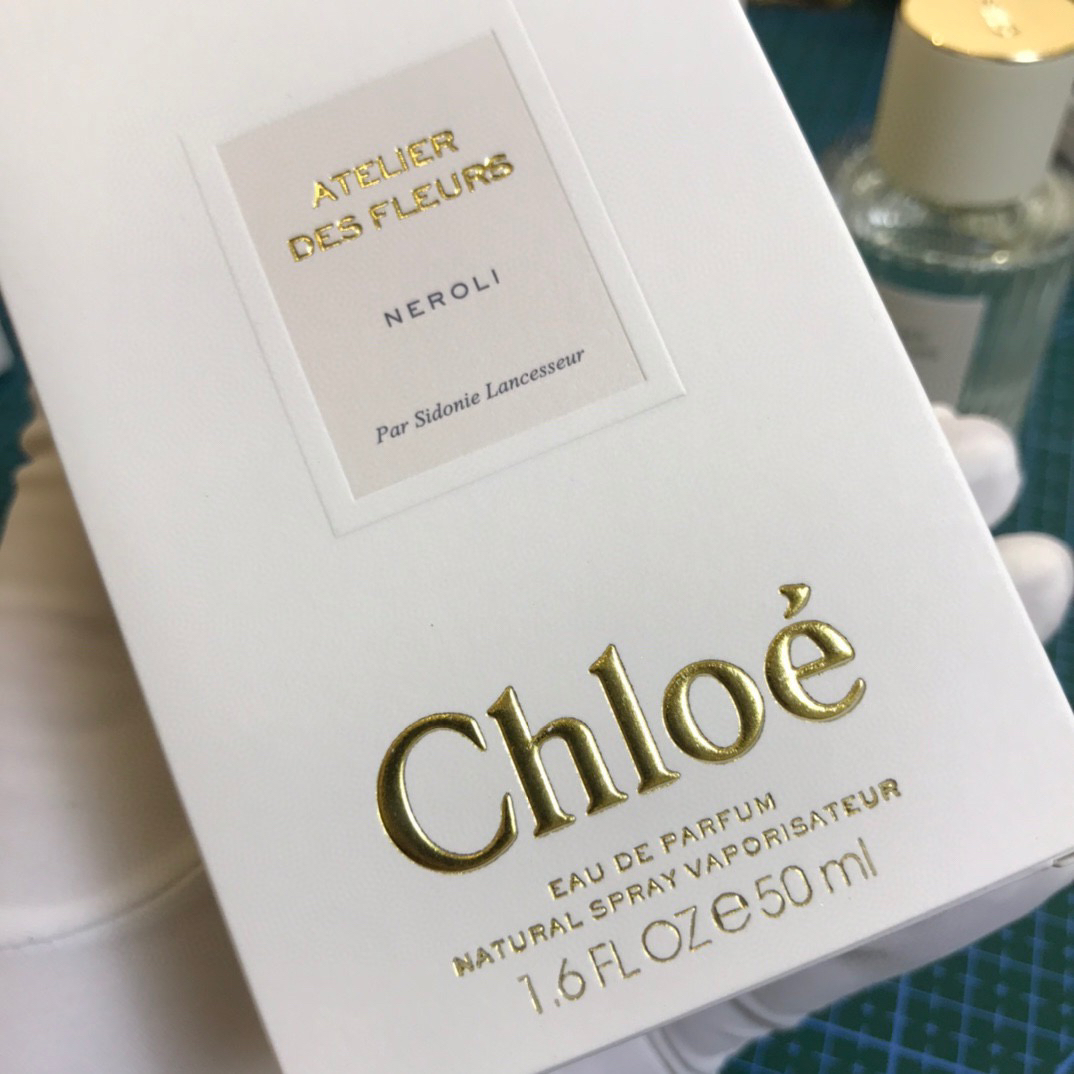 ATELIER
DES FLEURS
NEROLI
Par Sidonie Lancesseur
Chloé
EAU DE PARFUM
NATURAL SPRAY VAPORISATEUR
1.6 FL OZ e 50 ml